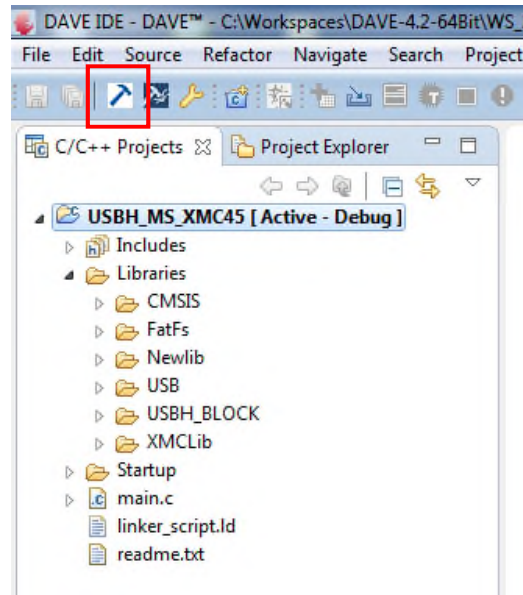 DAVE IDE - DAVE™ - C:\Workspaces\DAVE-4.2-64Bit\WS_
File Edit Source Refactor Navigate Search Project
C/C++ Projects Project Explorer
USBH_MS_XMC45 [ Active - Debug ]
Includes
Libraries
CMSIS
FatFs
Newlib
USB
USBH_BLOCK
XMCLib
Startup
main.c
linker_script.ld
readme.txt